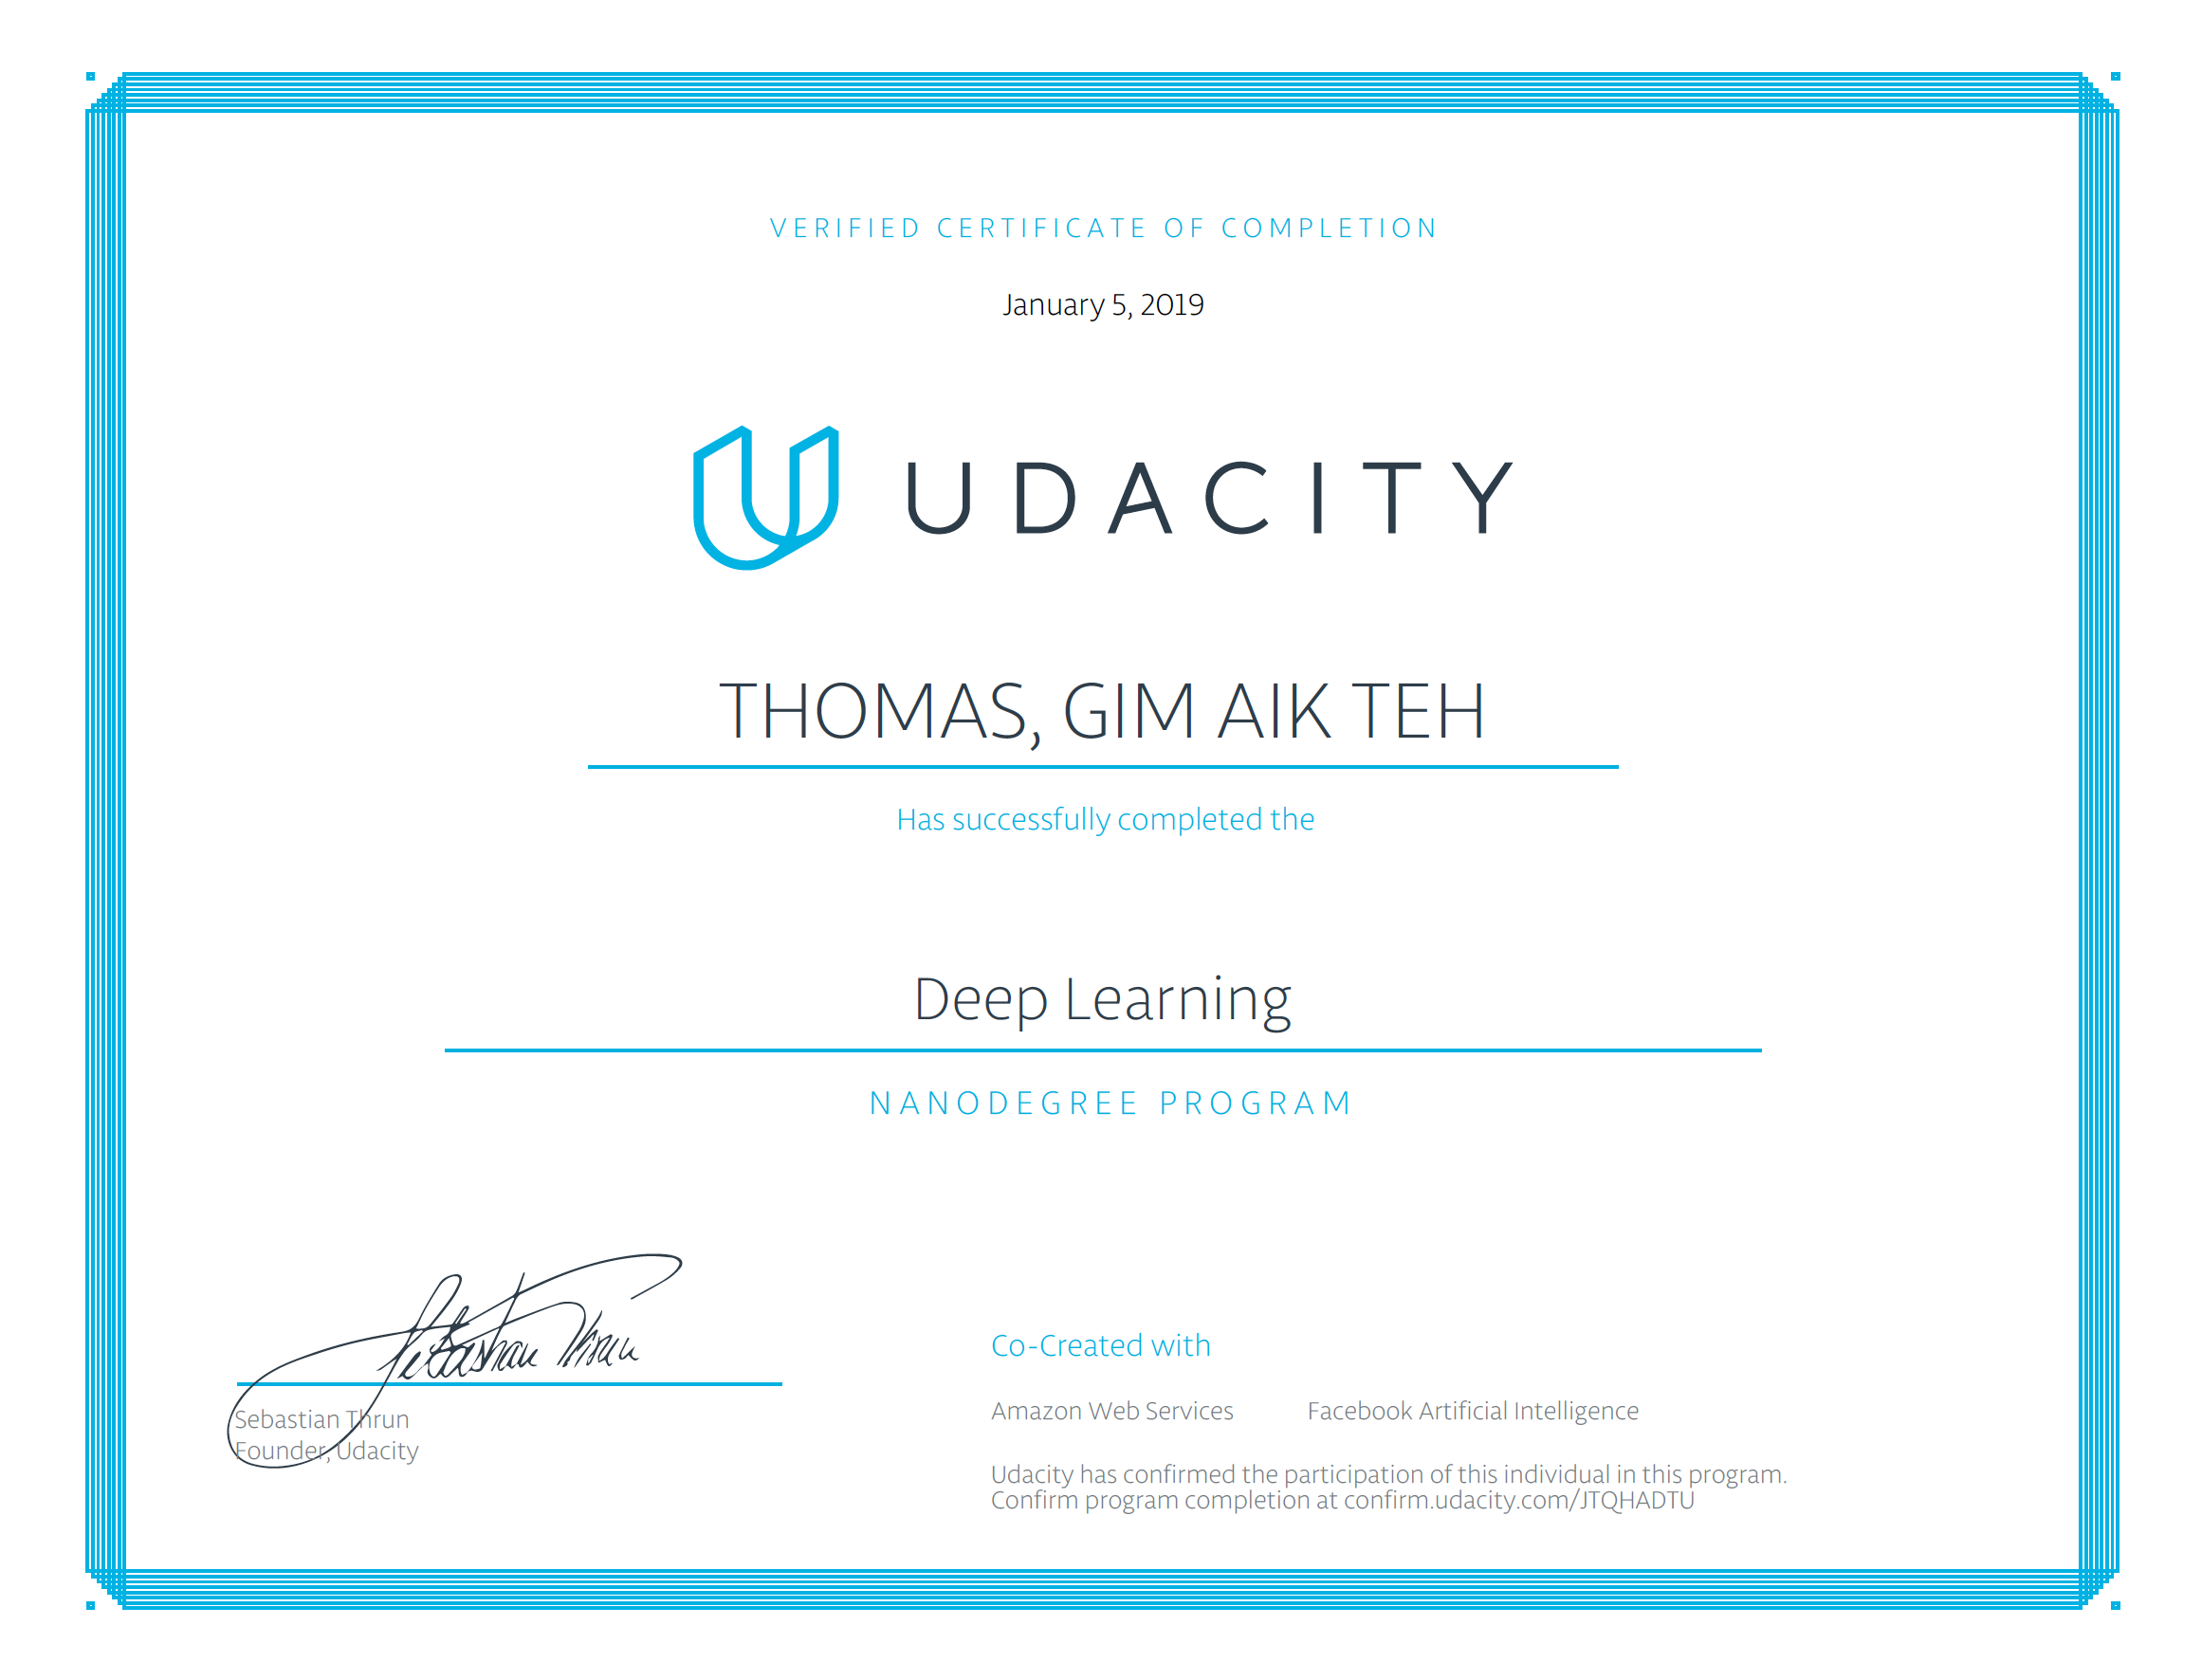 VERIFIED CERTIFICATE OF COMPLETION
January 5, 2019
UDACITY
THOMAS, GIM AIK TEH
Has successfully completed the
Deep Learning
NANODEGREE PROGRAM
Sebastian Thrun
Sebastian Thrun
Founder, Udacity
Co-Created with
Amazon Web Services Facebook Artificial Intelligence
Udacity has confirmed the participation of this individual in this program.
Confirm program completion at confirm.udacity.com/JTQHADTU